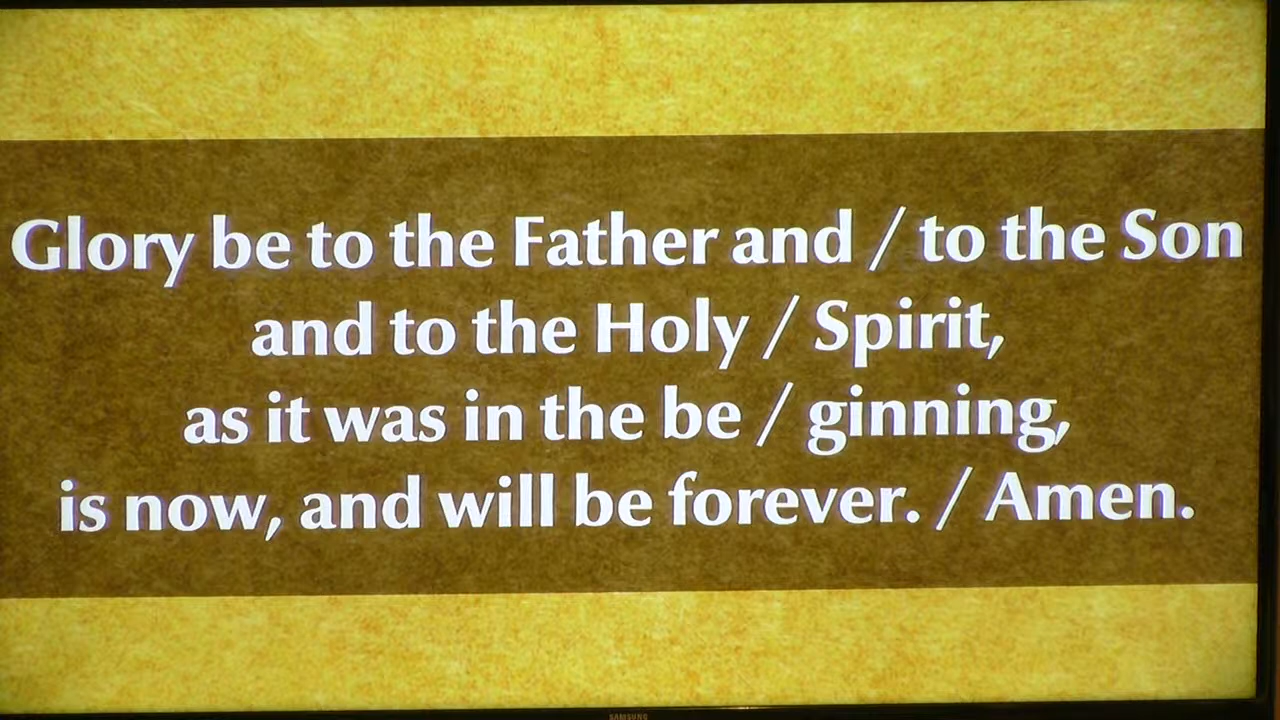 Glory be to the Father and / to the Son
and to the Holy / Spirit,
as it was in the be / ginning,
is now, and will be forever. / Amen.
SAMSUNG